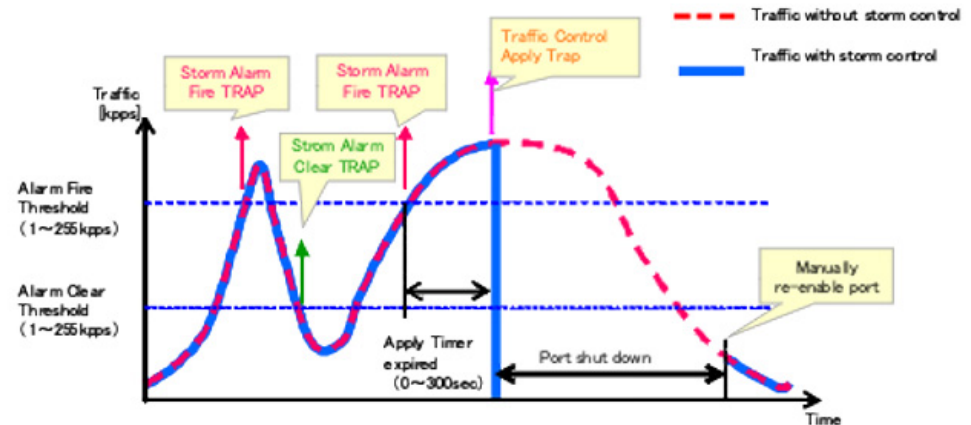 Traffic without storm control
Traffic with storm control
Traffic Control
Apply Trap
Storm Alarm
Fire TRAP
Storm Alarm
Fire TRAP
Strom Alarm
Clear TRAP
Traffic
[kpps]
Alarm Fire
Threshold
(1～255kpps)
Alarm Clear
Threshold
(1～255kpps)
Manually
re-enable port
Apply Timer
expired
(0～300sec)
Port shut down
Time